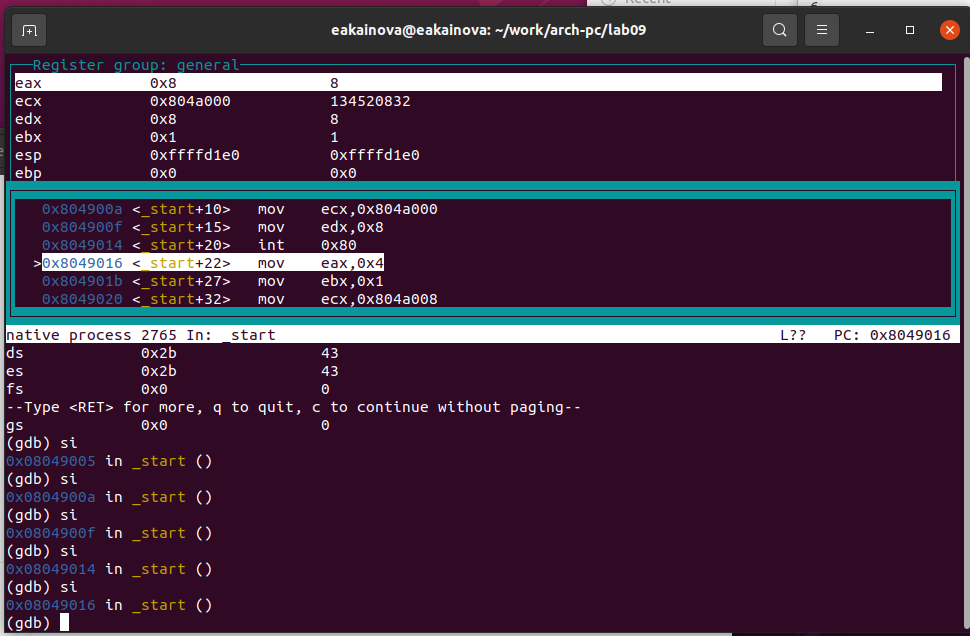 Recent
eakainova@eakainova: ~/work/arch-pc/lab09
Register group: general
eax 0x8 8
ecx 0x804a000 134520832
edx 0x8 8
ebx 0x1 1
esp 0xffffd1e0 0xffffd1e0
ebp 0x0 0x0
0x804900a <_start+10> mov ecx,0x804a000
0x804900f <_start+15> mov edx,0x8
0x8049014 <_start+20> int 0x80
>0x8049016 <_start+22> mov eax,0x4
0x804901b <_start+27> mov ebx,0x1
0x8049020 <_start+32> mov ecx,0x804a008
native process 2765 In: _start L?? PC: 0x8049016
ds 0x2b 43
es 0x2b 43
fs 0x0 0
--Type <RET> for more, q to quit, c to continue without paging--
gs 0x0 0
(gdb) si
0x08049005 in _start ()
(gdb) si
0x0804900a in _start ()
(gdb) si
0x0804900f in _start ()
(gdb) si
0x08049014 in _start ()
(gdb) si
0x08049016 in _start ()
(gdb)